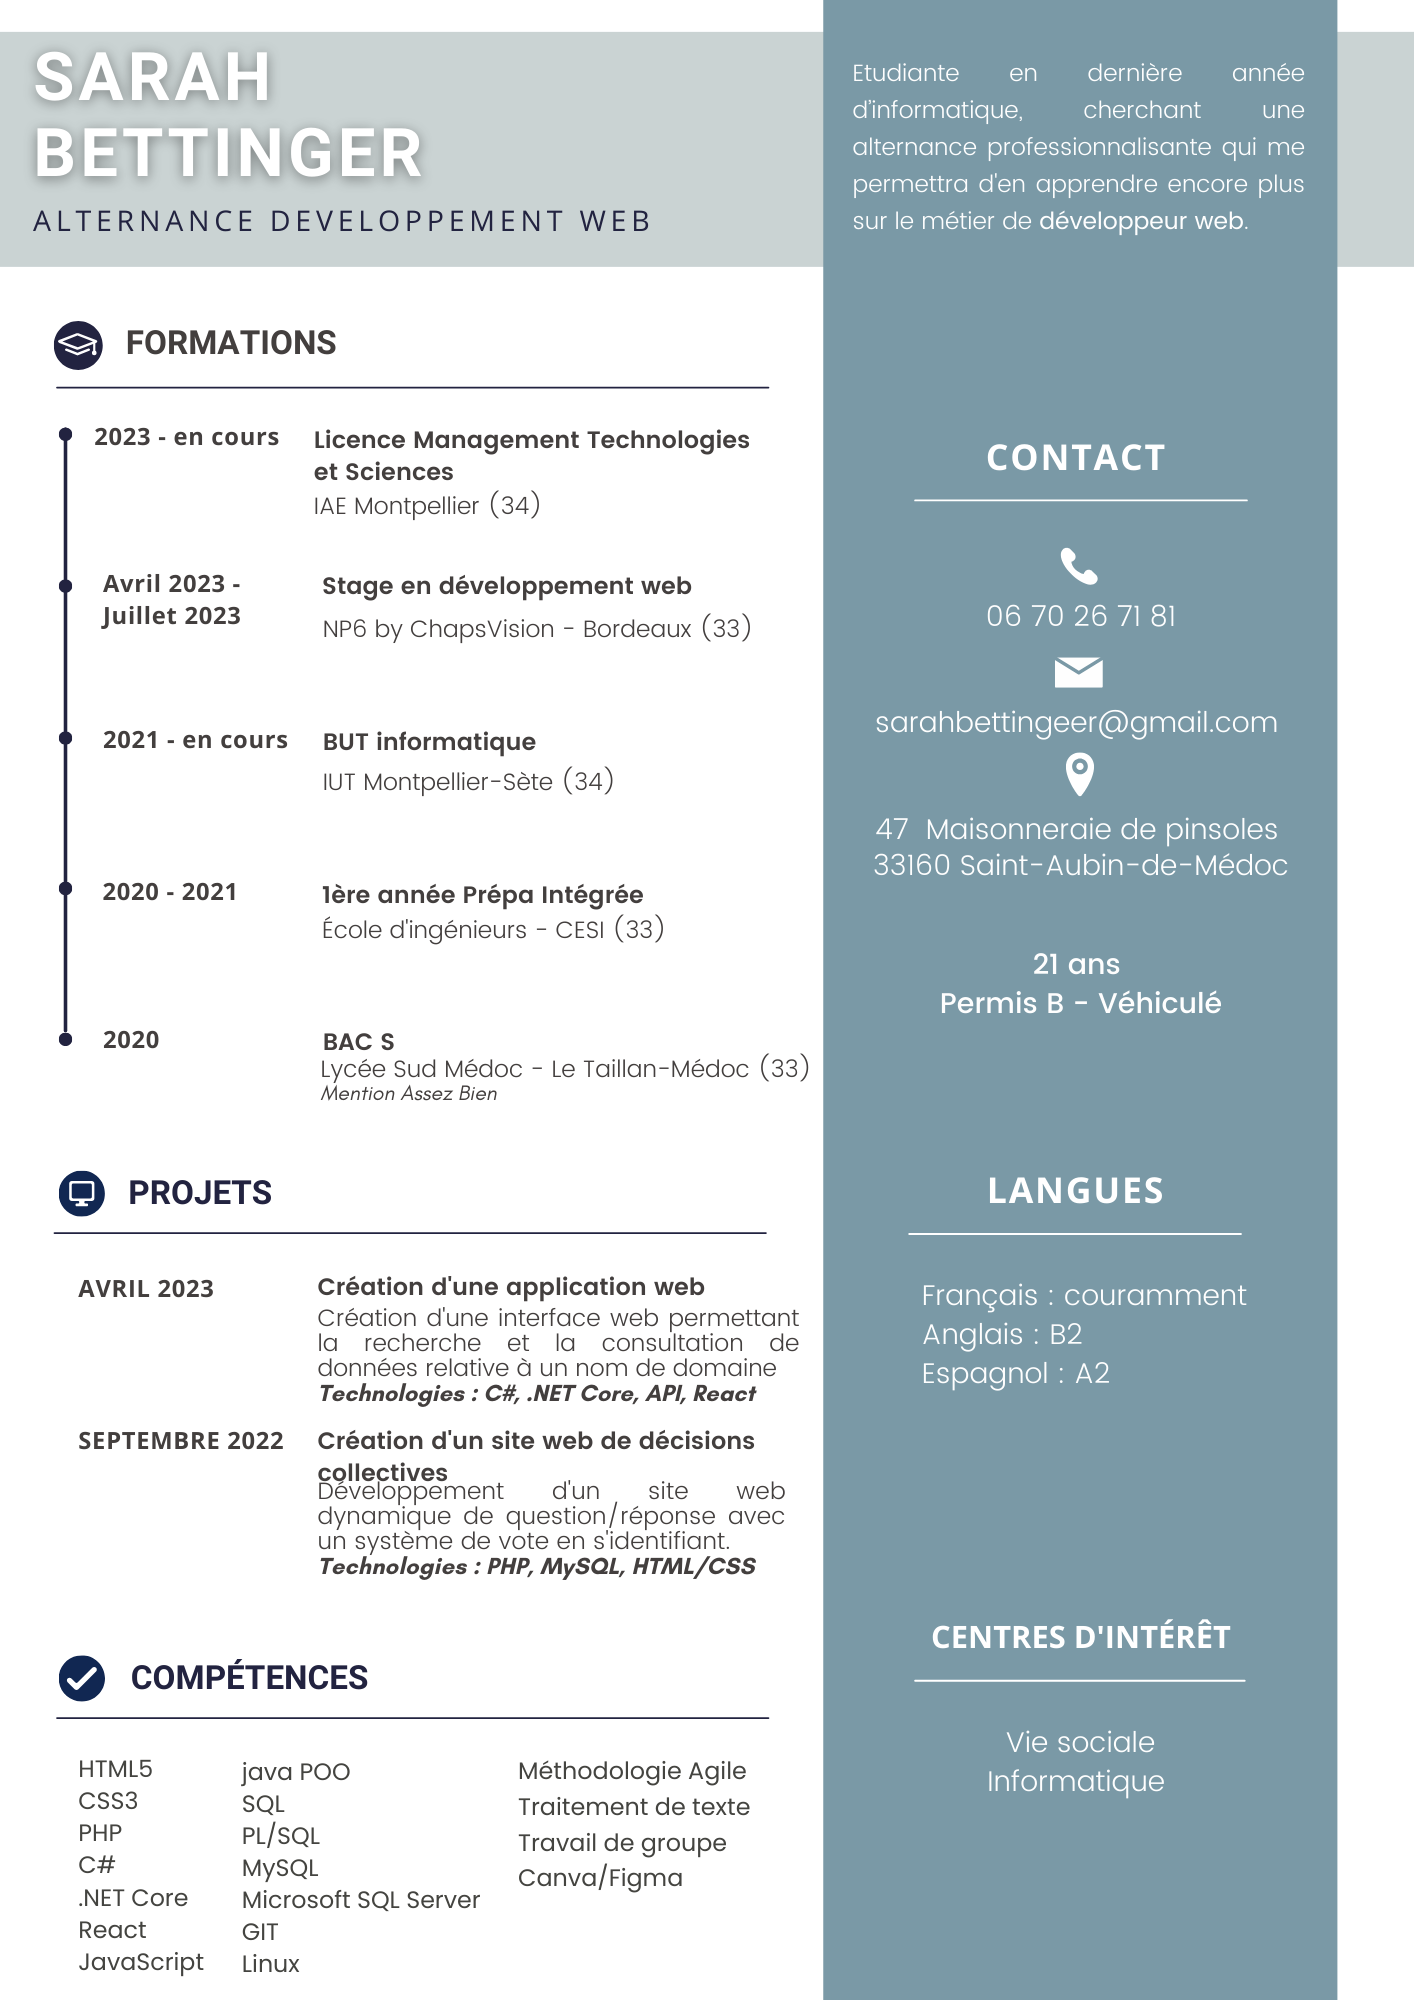 SARAH
BETTINGER
ALTERNANCE DEVELOPPEMENT WEB
Etudiante en dernière année
d'informatique, cherchant une
alternance professionnalisante qui me
permettra d'en apprendre encore plus
sur le métier de développeur web.
FORMATIONS
2023 - en cours
Licence Management Technologies
et Sciences
IAE Montpellier (34)
Avril 2023 -
Juillet 2023
Stage en développement web
NP6 by ChapsVision - Bordeaux (33)
2021 - en cours
BUT informatique
IUT Montpellier-Sète (34)
2020 - 2021
1ère année Prépa Intégrée
École d'ingénieurs - CESI (33)
2020
BAC S
Lycée Sud Médoc - Le Taillan-Médoc (33)
Mention Assez Bien
PROJETS
AVRIL 2023
Création d'une application web
Création d'une interface web permettant
la recherche et la consultation de
données relative à un nom de domaine
Technologies : C#, .NET Core, API, React
SEPTEMBRE 2022
Création d'un site web de décisions
collectives
Développement d'un site web
dynamique de question/réponse avec
un système de vote en s'identifiant.
Technologies : PHP, MySQL, HTML/CSS
COMPÉTENCES
HTML5
CSS3
PHP
C#
.NET Core
React
JavaScript
java POO
SQL
PL/SQL
MySQL
Microsoft SQL Server
GIT
Linux
Méthodologie Agile
Traitement de texte
Travail de groupe
Canva/Figma
CONTACT
06 70 26 71 81
sarahbettingeer@gmail.com
47 Maisonneraie de pinsoles
33160 Saint-Aubin-de-Médoc
21 ans
Permis B - Véhiculé
LANGUES
Français : couramment
Anglais : B2
Espagnol : A2
CENTRES D'INTÉRÊT
Vie sociale
Informatique